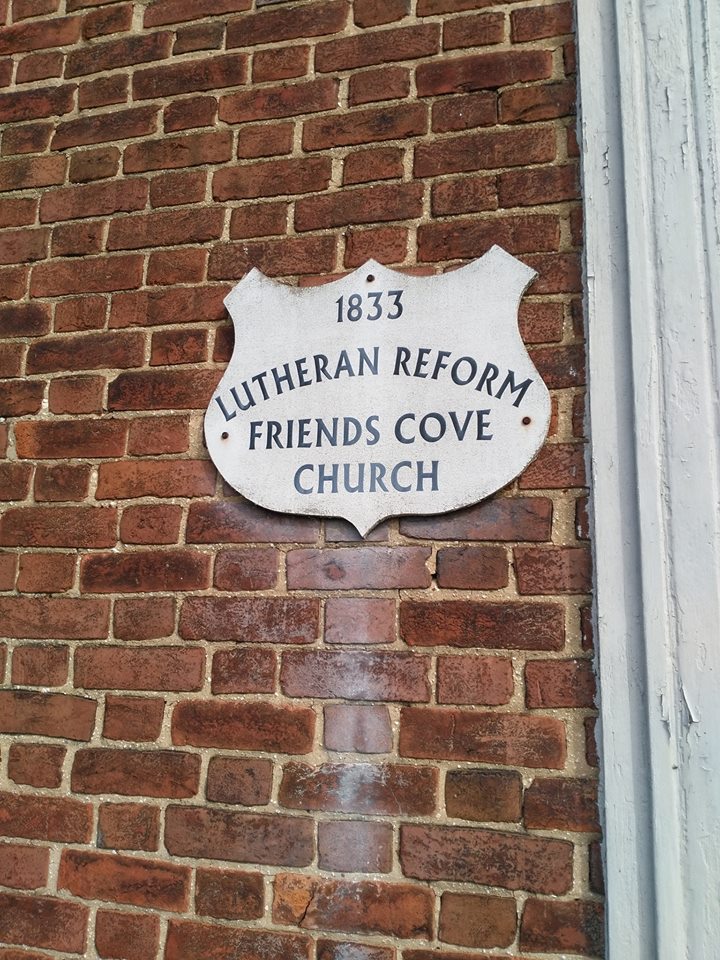 1833
LUTHERAN REFORM
FRIENDS COVE
CHURCH